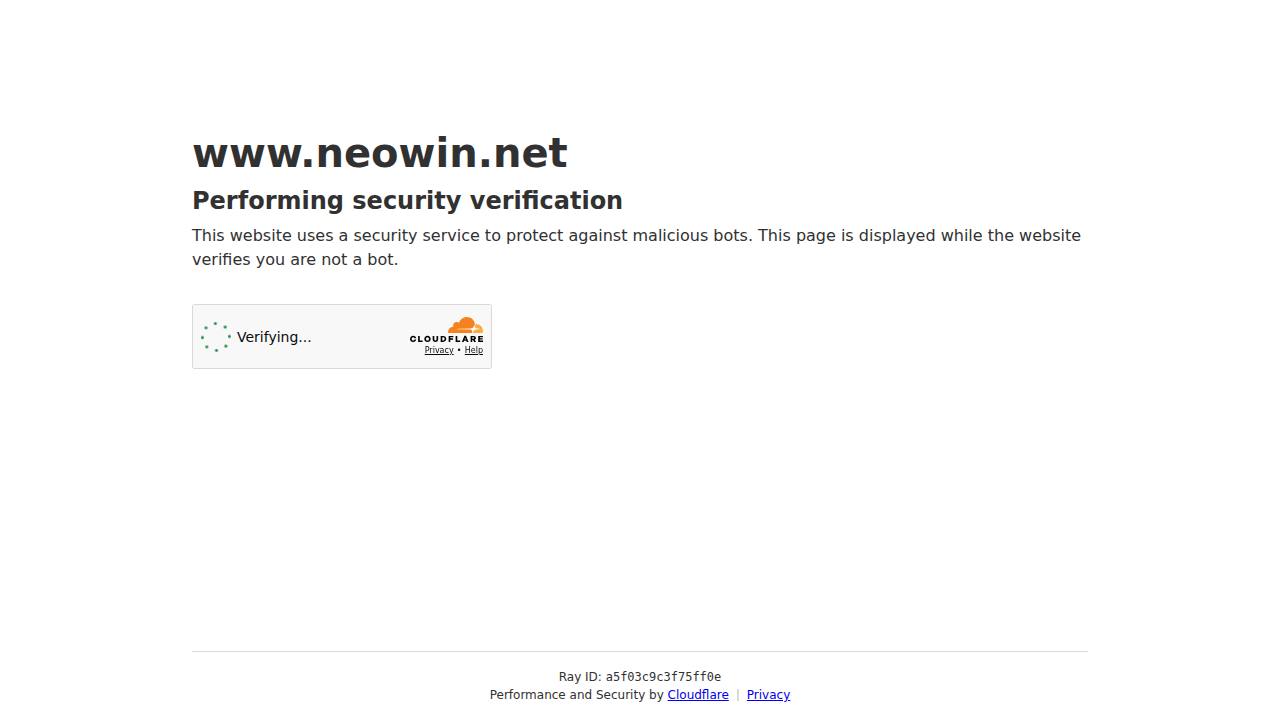 www.neowin.net
Performing security verification
This website uses a security service to protect against malicious bots. This page is displayed while the website
verifies you are not a bot.
Verifying...
CLOUDFLARE
Privacy • Help
Ray ID: a5f03c9c3f75ff0e
Performance and Security by Cloudflare | Privacy